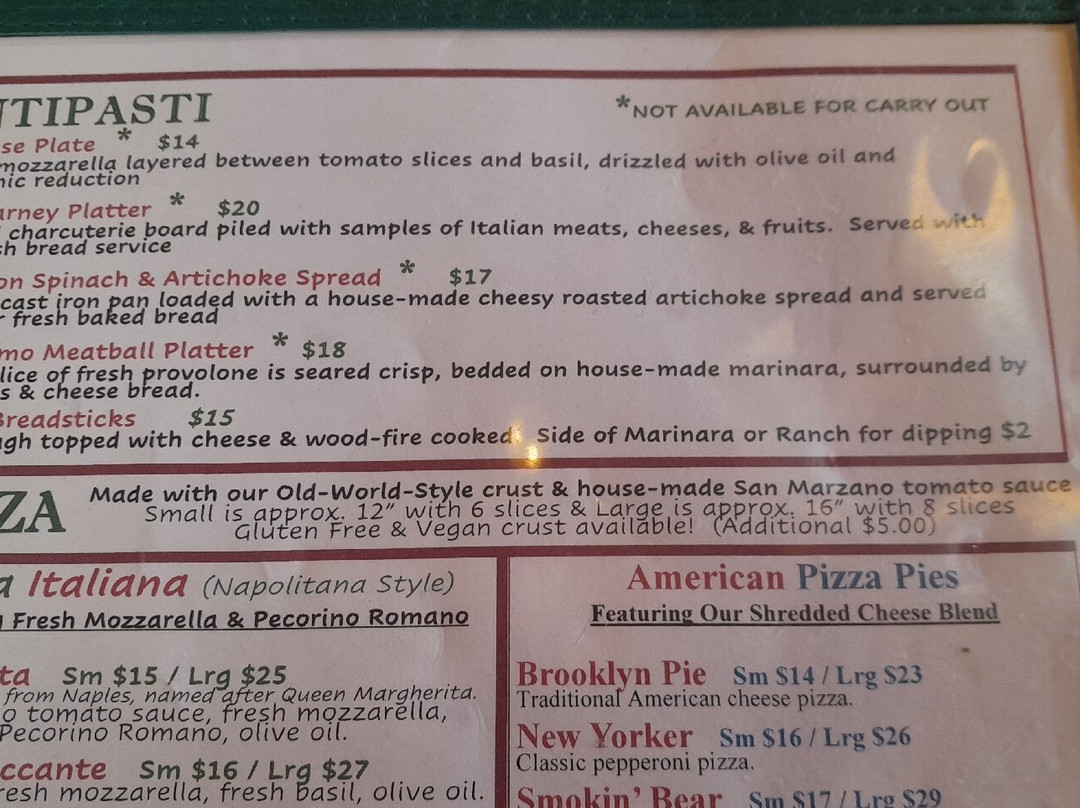 NTIPASTI
*NOT AVAILABLE FOR CARRY OUT
se Plate * $14
mozzarella layered between tomato slices and basil, drizzled with olive oil and
nic reduction
arney Platter * $20
charcuterie board piled with samples of Italian meats, cheeses, & fruits. Served with
sh bread service
on Spinach & Artichoke Spread * $17
cast iron pan loaded with a house-made cheesy roasted artichoke spread and served
r fresh baked bread
mo Meatball Platter * $18
lice of fresh provolone is seared crisp, bedded on house-made marinara, surrounded by
s & cheese bread.
Breadsticks $15
ugh topped with cheese & wood-fire cooked. Side of Marinara or Ranch for dipping $2
ZZA
Made with our Old-World-Style crust & house-made San Marzano tomato sauce
Small is approx. 12" with 6 slices & Large is approx. 16" with 8 slices
Gluten Free & Vegan crust available! (Additional $5.00)
a Italiana (Napolitana Style)
Fresh Mozzarella & Pecorino Romano
ta Sm $15 / Lrg $25
from Naples, named after Queen Margherita.
o tomato sauce, fresh mozzarella,
Pecorino Romano, olive oil.
ccante Sm $16 / Lrg $27
resh mozzarella, fresh basil, olive oil.
American Pizza Pies
Featuring Our Shredded Cheese Blend
Brooklyn Pie Sm $14 / Lrg $23
Traditional American cheese pizza.
New Yorker Sm $16 / Lrg $26
Classic pepperoni pizza.
Smokin' Bear Sm $17 / Lrg $29